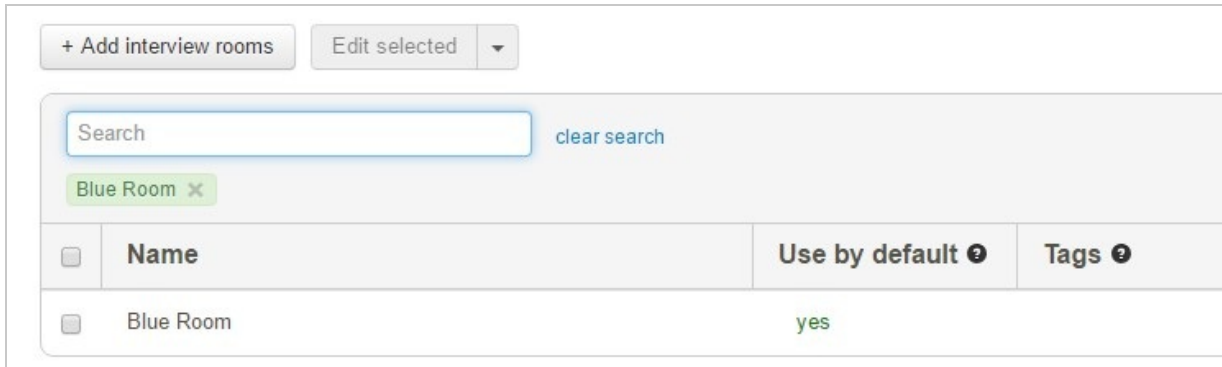 + Add interview rooms Edit selected
Search clear search
Blue Room ×
Name Use by default ? Tags ?
Blue Room yes